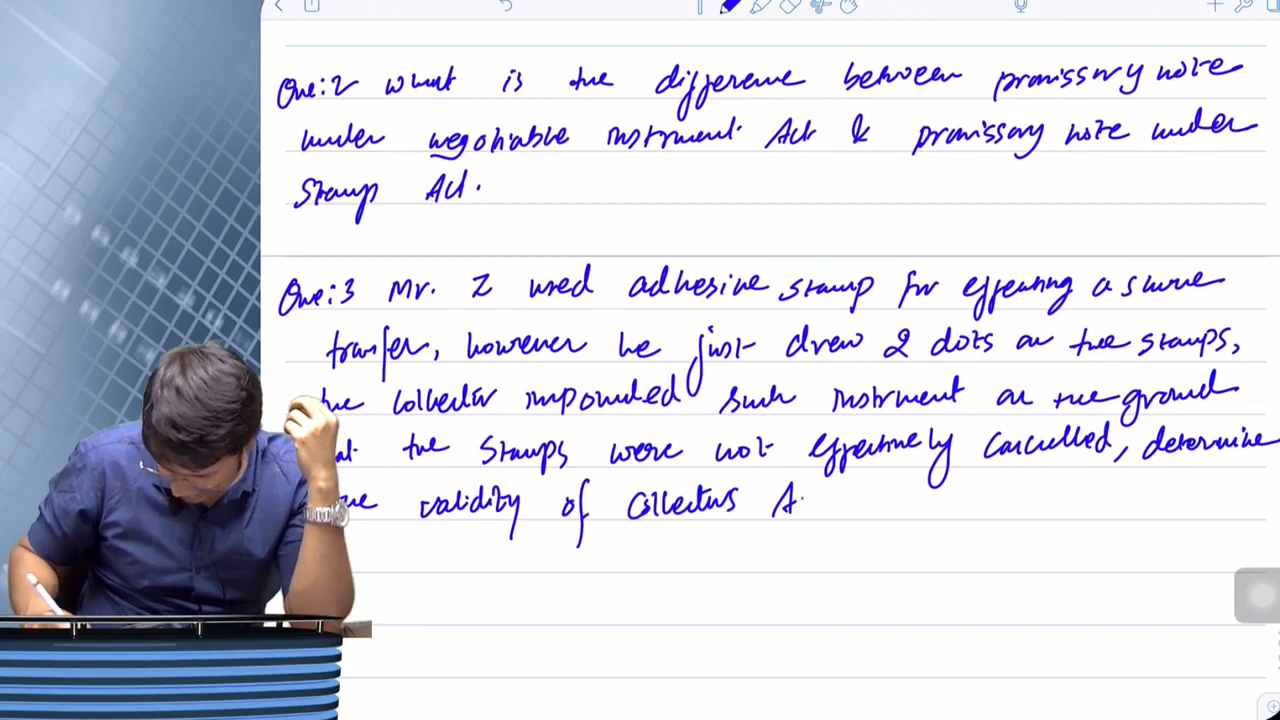 Que:2 What is the difference between promissory note
under negotiable instrument Act & promissory note under
Stamp Act.
Que:3 Mr. Z used adhesive stamp for effecting a share
transfer, however he just drew 2 dots on the stamps,
the collector impounded such instrument on the ground
the stamps were not effectively cancelled, determine
validity of Collectors A